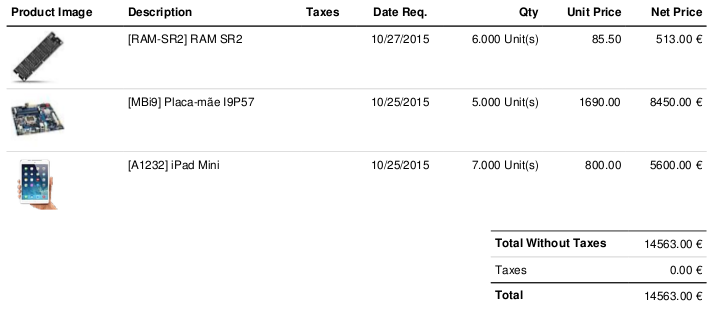 Product Image Description Taxes Date Req. Qty Unit Price Net Price
[RAM-SR2] RAM SR2 10/27/2015 6.000 Unit(s) 85.50 513.00 €
[MBi9] Placa-mãe I9P57 10/25/2015 5.000 Unit(s) 1690.00 8450.00 €
[A1232] iPad Mini 10/25/2015 7.000 Unit(s) 800.00 5600.00 €
Total Without Taxes 14563.00 €
Taxes 0.00 €
Total 14563.00 €